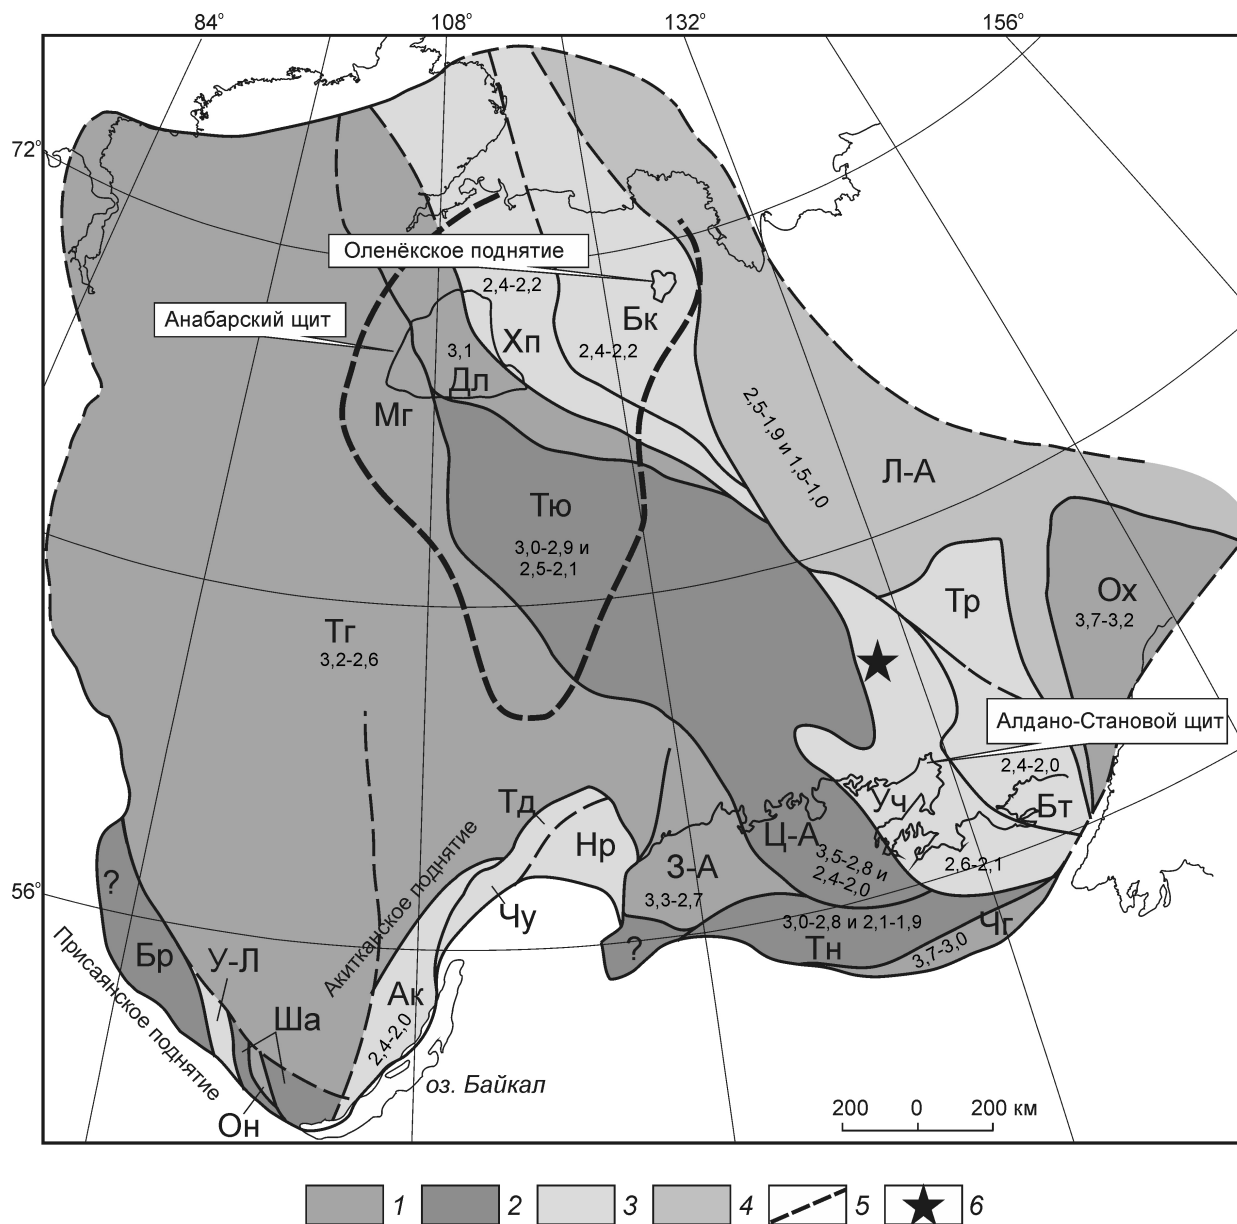 84°
108°
132°
156°
72°
Оленёкское поднятие
2,4-2,2
Анабарский щит
Бк
Хп
2,4-2,2
3,1
Дл
Мг
2,5-1,9 и 1,5-1,0
Л-А
Тю
3,0-2,9 и
2,5-2,1
Ох
3,7-3,2
Тр
Тг
3,2-2,6
Алдано-Становой щит
2,4-2,0
Тд
Уч
Бт
Нр
Ц-А
3,5-2,8 и
2,4-2,0
З-А
2,6-2,1
3,3-2,7
56°
?
Акитканское поднятие
Чу
3,0-2,8 и 2,1-1,9
Чг
Тн
3,7-3,0
?
Бр
У-Л
Присаянское поднятие
Ша
Ак
2,4-2,0
оз. Байкал
Он
200 0 200 км
1 2 3 4 5 6